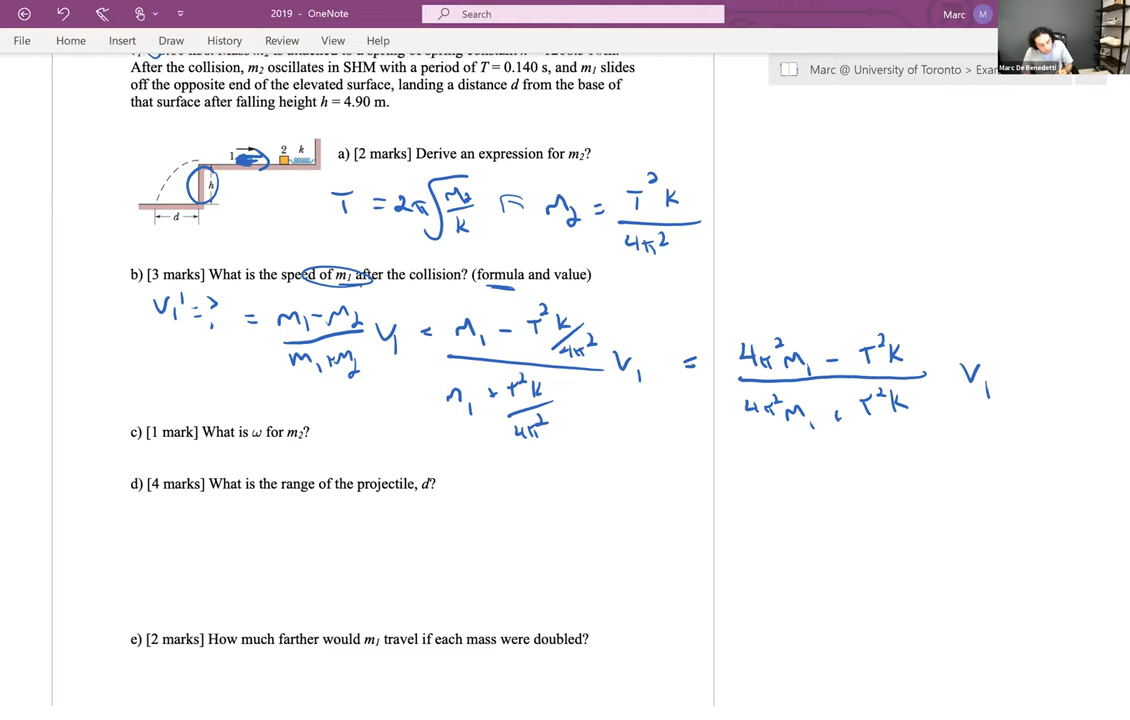 2019 - OneNote
Search
Marc
M
File Home Insert Draw History Review View Help
After the collision, m2 oscillates in SHM with a period of T = 0.140 s, and m1 slides
off the opposite end of the elevated surface, landing a distance d from the base of
that surface after falling height h = 4.90 m.
Marc @ University of Toronto >
Marc De Benedetti
1 2 k
h
d
a) [2 marks] Derive an expression for m2?
T = 2π√(m2/k) m2 = T²k/4π²
b) [3 marks] What is the speed of m1 after the collision? (formula and value)
V1' = ? = (m1 - m2)/(m1 + m2) V1 = (m1 - T²k/4π²)/(m1 + T²k/4π²) V1 = (4π²m1 - T²k)/(4π²m1 + T²k) V1
c) [1 mark] What is ω for m2?
d) [4 marks] What is the range of the projectile, d?
e) [2 marks] How much farther would m1 travel if each mass were doubled?